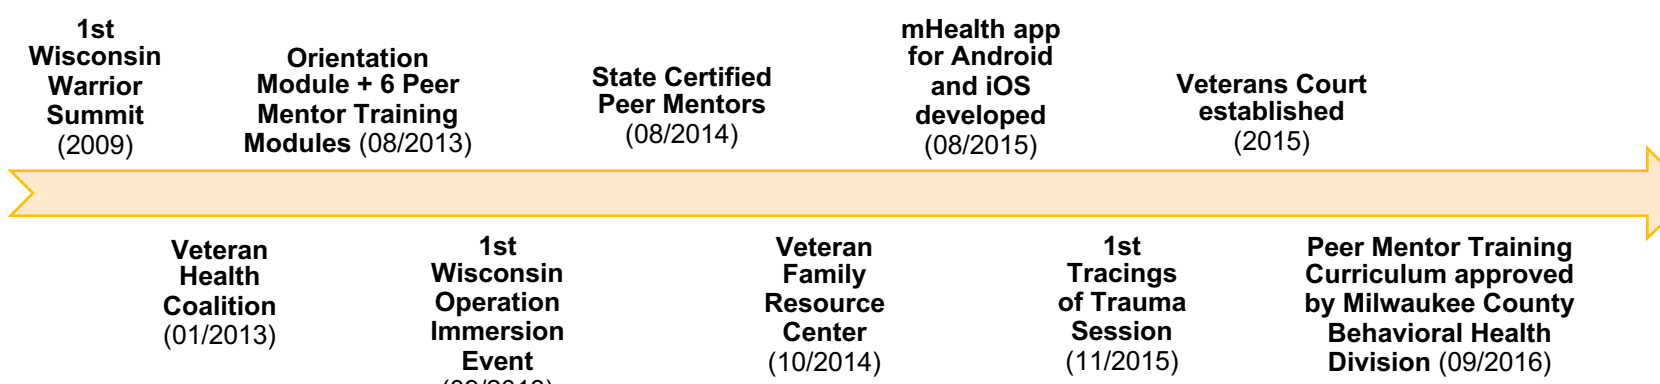 1st
Wisconsin
Warrior
Summit
(2009)
Orientation
Module + 6 Peer
Mentor Training
Modules (08/2013)
State Certified
Peer Mentors
(08/2014)
mHealth app
for Android
and iOS
developed
(08/2015)
Veterans Court
established
(2015)
Veteran
Health
Coalition
(01/2013)
1st
Wisconsin
Operation
Immersion
Event
Veteran
Family
Resource
Center
(10/2014)
1st
Tracings
of Trauma
Session
(11/2015)
Peer Mentor Training
Curriculum approved
by Milwaukee County
Behavioral Health
Division (09/2016)